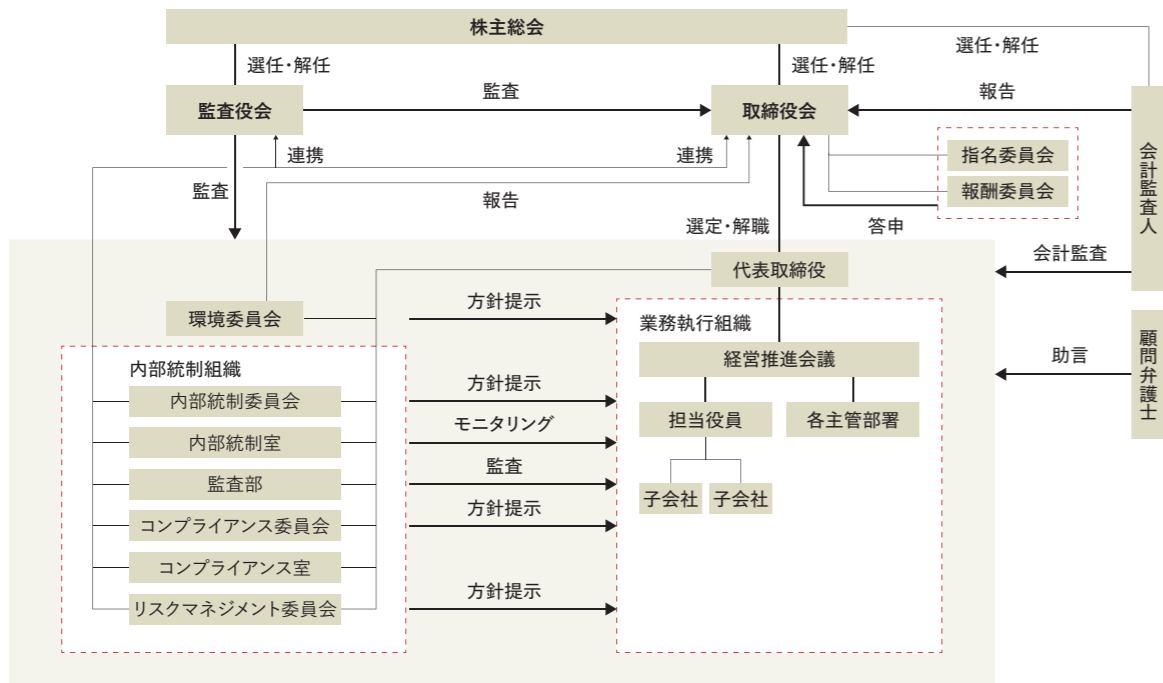 株主総会
選任・解任
選任・解任
選任・解任
監査役会
監査
取締役会
報告
会計監査人
連携
連携
指名委員会
監査
報告
報酬委員会
選定・解職
答申
会計監査
代表取締役
環境委員会
方針提示
業務執行組織
顧問弁護士
助言
内部統制組織
経営推進会議
内部統制委員会
方針提示
担当役員
各主管部署
内部統制室
モニタリング
監査部
監査
子会社
子会社
コンプライアンス委員会
方針提示
コンプライアンス室
リスクマネジメント委員会
方針提示